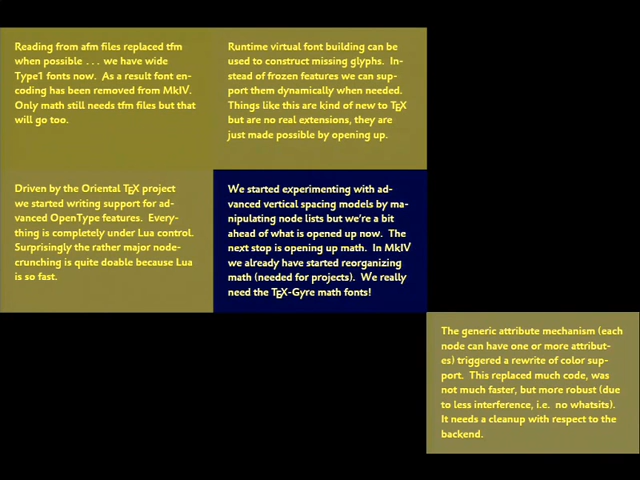 Reading from afm files replaced tfm
when possible ... we have wide
Type1 fonts now. As a result font en-
coding has been removed from MkIV.
Only math still needs tfm files but that
will go too.
Runtime virtual font building can be
used to construct missing glyphs. In-
stead of frozen features we can sup-
port them dynamically when needed.
Things like this are kind of new to TEX
but are no real extensions, they are
just made possible by opening up.
Driven by the Oriental TEX project
we started writing support for ad-
vanced OpenType features. Every-
thing is completely under Lua control.
Surprisingly the rather major node-
crunching is quite doable because Lua
is so fast.
We started experimenting with ad-
vanced vertical spacing models by ma-
nipulating node lists but we're a bit
ahead of what is opened up now. The
next stop is opening up math. In MkIV
we already have started reorganizing
math (needed for projects). We really
need the TEX-Gyre math fonts!
The generic attribute mechanism (each
node can have one or more attribut-
es) triggered a rewrite of color sup-
port. This replaced much code, was
not much faster, but more robust (due
to less interference, i.e. no whatsits).
It needs a cleanup with respect to the
backend.